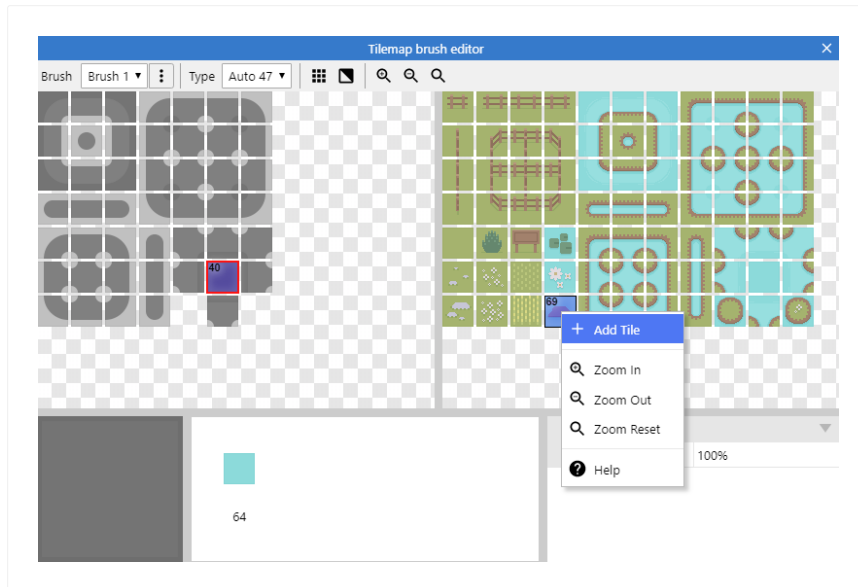 Tilemap brush editor
Brush Brush 1 Type Auto 47
40
69
Add Tile
Zoom In
Zoom Out
Zoom Reset
Help
100%
64